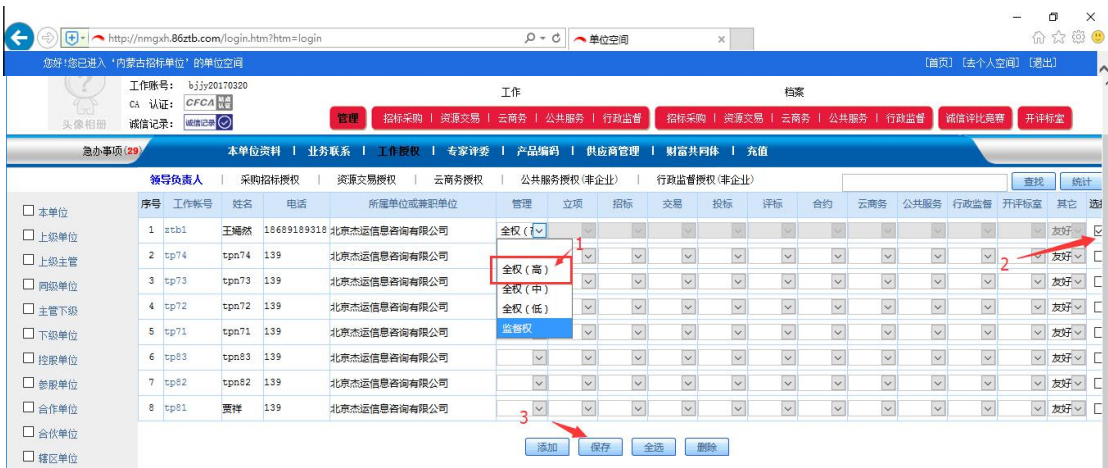 http://nmgxh.86ztb.com/login.htm?htm=login
单位空间
您好!您已进入‘内蒙古招标单位’的单位空间
[首页] [去个人空间] [退出]
头像相册
工作账号: bjjy20170320
CA 认证: CFCA
诚信记录: 诚信记录
工作 档案
管理 招标采购 | 资源交易 | 云商务 | 公共服务 | 行政监督 招标采购 | 资源交易 | 云商务 | 公共服务 | 行政监督 诚信评比竞赛 开评标室
急办事项(29) 本单位资料 | 业务联系 | 工作授权 | 专家评委 | 产品编码 | 供应商管理 | 财富共同体 | 充值
领导负责人 | 采购招标授权 | 资源交易授权 | 云商务授权 | 公共服务授权(非企业) | 行政监督授权(非企业) 查找 统计
本单位
上级单位
上级主管
同级单位
主管下级
下级单位
控股单位
参股单位
合作单位
合伙单位
辖区单位
序号 工作帐号 姓名 电话 所属单位或兼职单位 管理 立项 招标 交易 投标 评标 合约 云商务 公共服务 行政监督 开评标室 其它 选择
1 ztb1 王嫣然 18689189318 北京杰运信息咨询有限公司 全权 ( 友好
2 tp74 tpn74 139 北京杰运信息咨询有限公司 友好
3 tp73 tpn73 139 北京杰运信息咨询有限公司 友好
4 tp72 tpn72 139 北京杰运信息咨询有限公司 友好
5 tp71 tpn71 139 北京杰运信息咨询有限公司 友好
6 tp83 tpn83 139 北京杰运信息咨询有限公司 友好
7 tp82 tpn82 139 北京杰运信息咨询有限公司 友好
8 tp81 贾祥 139 北京杰运信息咨询有限公司 友好
全权 ( 高 )
全权 ( 中 )
全权 ( 低 )
监督权
1
2
3
添加 保存 全选 删除